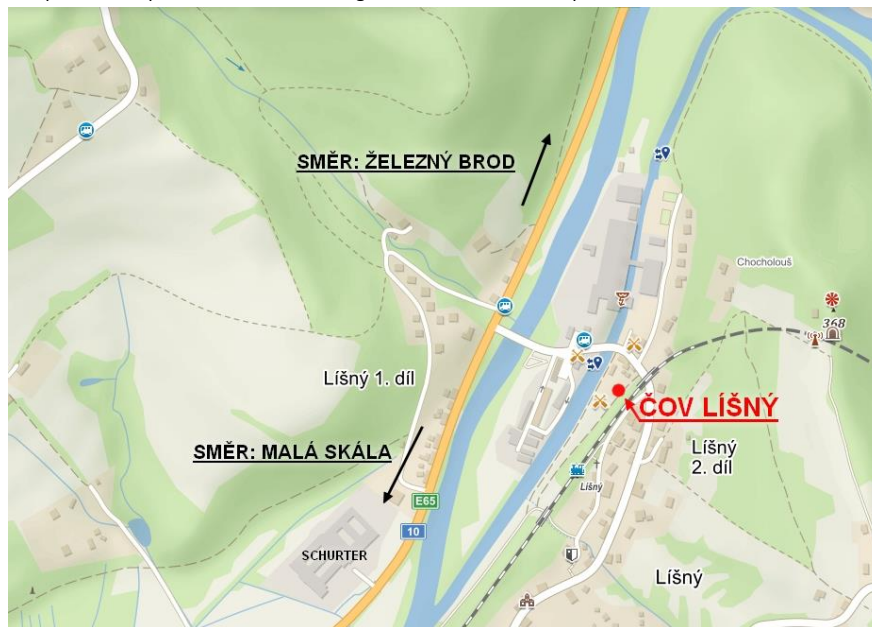 SMĚR: ŽELEZNÝ BROD
Chocholouš
368
Líšný 1. díl
ČOV LÍŠNÝ
SMĚR: MALÁ SKÁLA
Líšný
2. díl
Líšný
E65
10
SCHURTER
Líšný